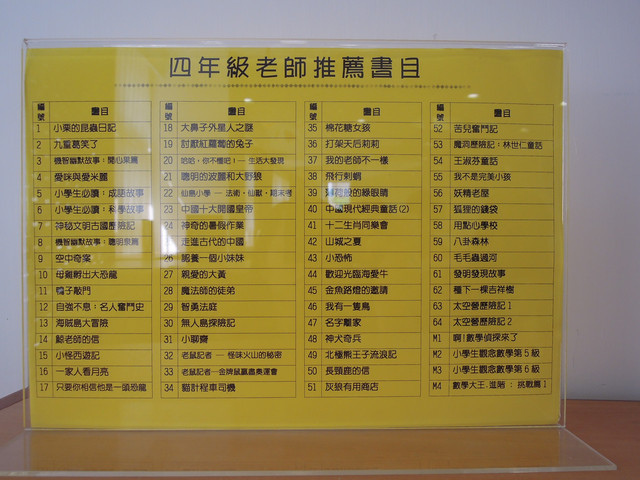 四年級老師推薦書目
編號 書目
1 小栗的昆蟲日記
2 九重葛笑了
3 機智幽默故事：開心果篇
4 愛咪與愛米麗
5 小學生必讀：成語故事
6 小學生必讀：科學故事
7 神秘文明古國歷險記
8 機智幽默故事：聰明泉篇
9 空中奇案
10 母雞孵出大恐龍
11 子敲門
12 自強不息：名人奮鬥史
13 海賊島大冒險
14 鯨老師的信
15 小怪西遊記
16 一家人看月亮
17 只要你相信他是一頭恐龍
編號 書目
18 大鼻子外星人之謎
19 討厭紅蘿蔔的兔子
20 哈哈，你不懂吧！─ 生活大發現
21 聰明的波麗和大野狼
22 仙島小學 ─ 法術，仙獸，期末考
23 中國十大開國皇帝
24 神奇的暑假作業
25 走進古代的中國
26 認養一個小妹妹
27 親愛的大黃
28 魔法師的徒弟
29 智勇法庭
30 無人島探險記
31 小聊齋
32 老鼠記者 ─ 怪味火山的秘密
33 老鼠記者─金牌鼠贏蟲奧運會
34 貓計程車司機
編號 書目
35 棉花糖女孩
36 打架天后莉莉
37 我的老師不一樣
38 飛行刺蝟
39 的綠眼睛
40 中國現代經典童話(2)
41 十二生肖同樂會
42 山城之夏
43 小恐怖
44 歡迎光臨海愛牛
45 金魚路燈的邀請
46 我有一隻鳥
47 名字離家
48 神犬奇兵
49 北極熊王子流浪記
50 長頸鹿的信
51 灰狼有用商店
編號 書目
52 苦兒奮鬥記
53 魔洞歷險記：林世仁童話
54 王淑芬童話
55 我不是完美小孩
56 妖精老屋
57 狐狸的錢袋
58 用點心學校
59 八卦森林
60 毛毛蟲過河
61 發明發現故事
62 種下一棵吉祥樹
63 太空營歷險記1
64 太空營歷險記2
M1 啊!數學偵探來了
M2 小學生觀念數學第5級
M3 小學生觀念數學第6級
M4 數學大王.進階：挑戰篇1